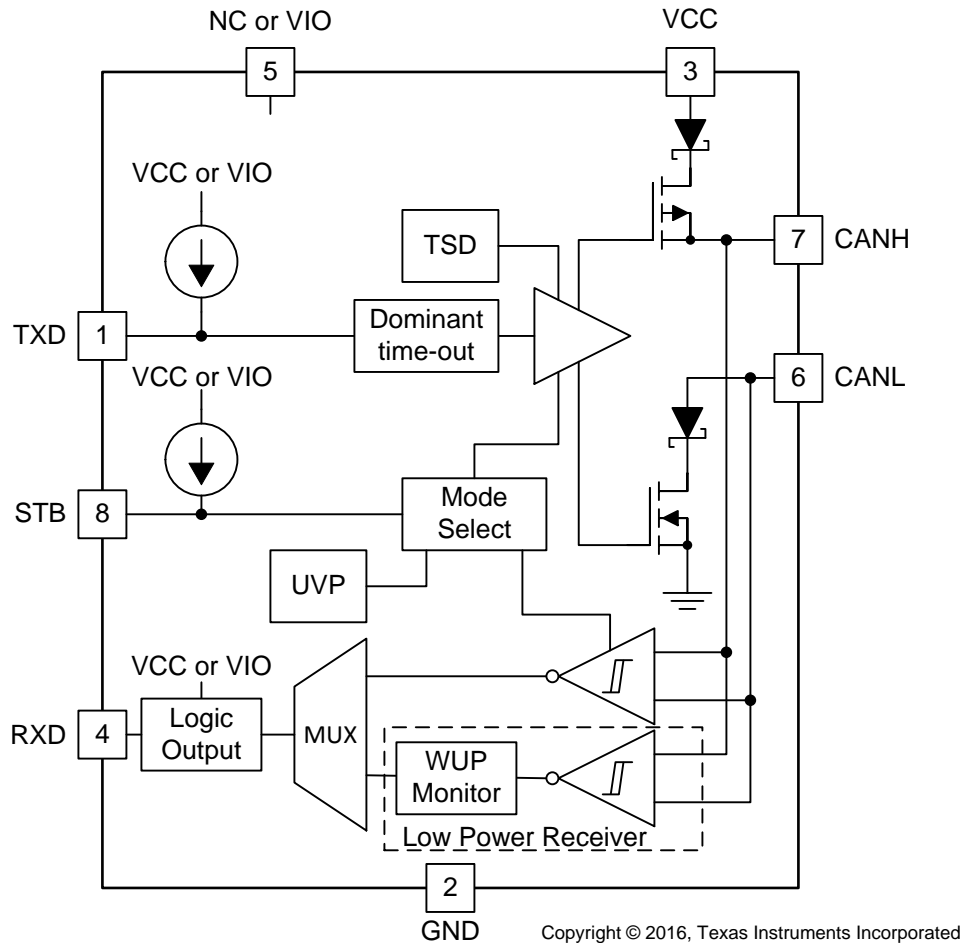 NC or VIO
VCC
5
3
VCC or VIO
TSD
7
CANH
TXD
1
Dominant
time-out
VCC or VIO
6
CANL
STB
8
Mode
Select
UVP
VCC or VIO
RXD
4
Logic
Output
MUX
WUP
Monitor
Low Power Receiver
2
GND
Copyright © 2016, Texas Instruments Incorporated